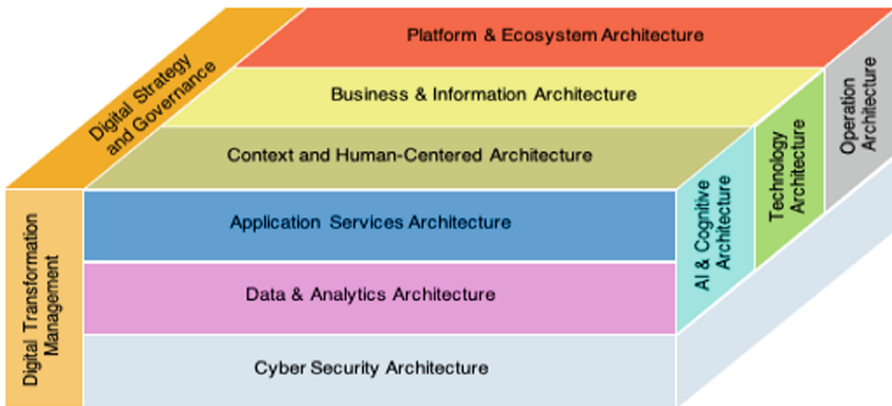 Platform & Ecosystem Architecture
Digital Strategy
and Governance
Business & Information Architecture
Context and Human-Centered Architecture
Operation
Architecture
Technology
Architecture
AI & Cognitive
Architecture
Application Services Architecture
Digital Transformation
Management
Data & Analytics Architecture
Cyber Security Architecture